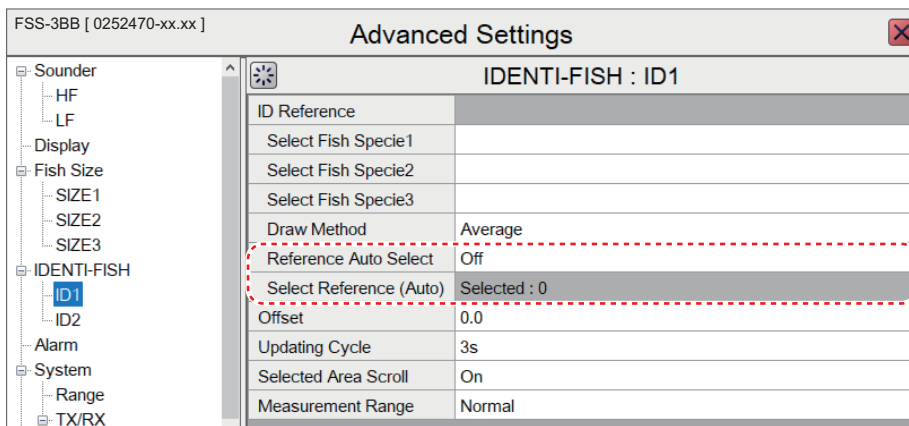 FSS-3BB [ 0252470-xx.xx ]
Advanced Settings
Sounder
HF
LF
Display
Fish Size
SIZE1
SIZE2
SIZE3
IDENTI-FISH
ID1
ID2
Alarm
System
Range
TX/RX
IDENTI-FISH : ID1
ID Reference
Select Fish Specie1
Select Fish Specie2
Select Fish Specie3
Draw Method Average
Reference Auto Select Off
Select Reference (Auto) Selected : 0
Offset 0.0
Updating Cycle 3s
Selected Area Scroll On
Measurement Range Normal